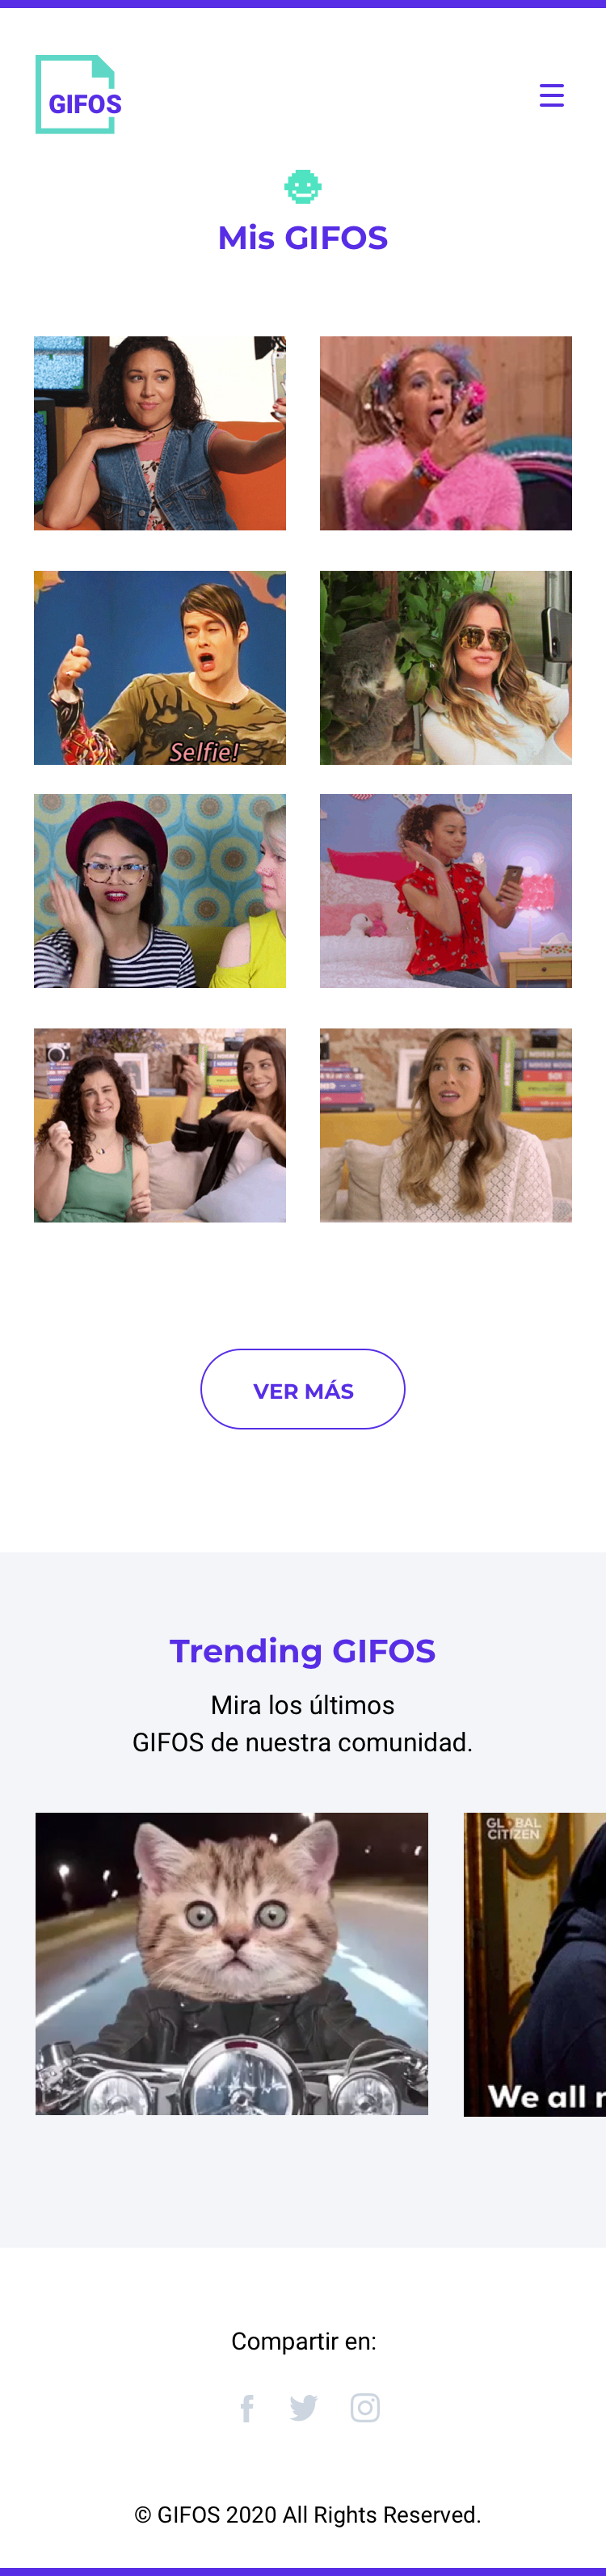 GIFOS
Mis GIFOS
Selfie!
VER MÁS
Trending GIFOS
Mira los últimos
GIFOS de nuestra comunidad.
GLOBAL
CITIZEN
We all
Compartir en:
© GIFOS 2020 All Rights Reserved.